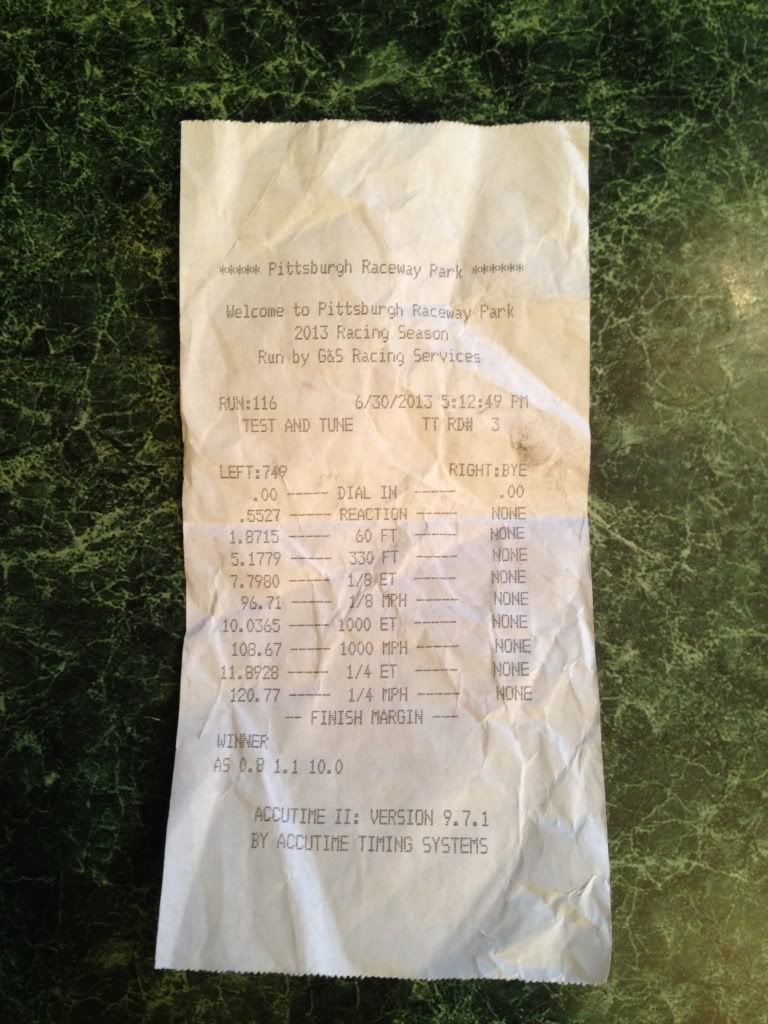 ***** Pittsburgh Raceway Park ******
Welcome to Pittsburgh Raceway Park
2013 Racing Season
Run by G&S Racing Services
RUN:116 6/30/2013 5:12:49 PM
TEST AND TUNE TT RD# 3
LEFT:749 RIGHT:BYE
.00 ----- DIAL IN ----- .00
.5527 ----- REACTION ----- NONE
1.8715 ----- 60 FT ----- NONE
5.1779 ----- 330 FT ----- NONE
7.7980 ----- 1/8 ET ----- NONE
96.71 ----- 1/8 MPH ----- NONE
10.0365 ----- 1000 ET ----- NONE
108.67 ----- 1000 MPH ----- NONE
11.8928 ----- 1/4 ET ----- NONE
120.77 ----- 1/4 MPH ----- NONE
-- FINISH MARGIN ---
WINNER
AS 0.8 1.1 10.0
ACCUTIME II: VERSION 9.7.1
BY ACCUTIME TIMING SYSTEMS